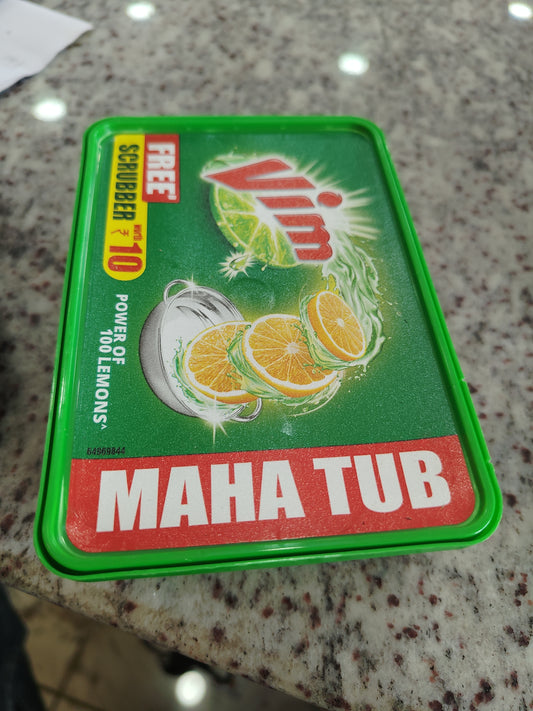 Vim
FREE*
SCRUBBER WORTH ₹10
POWER OF
100 LEMONS^
64869844
MAHA TUB